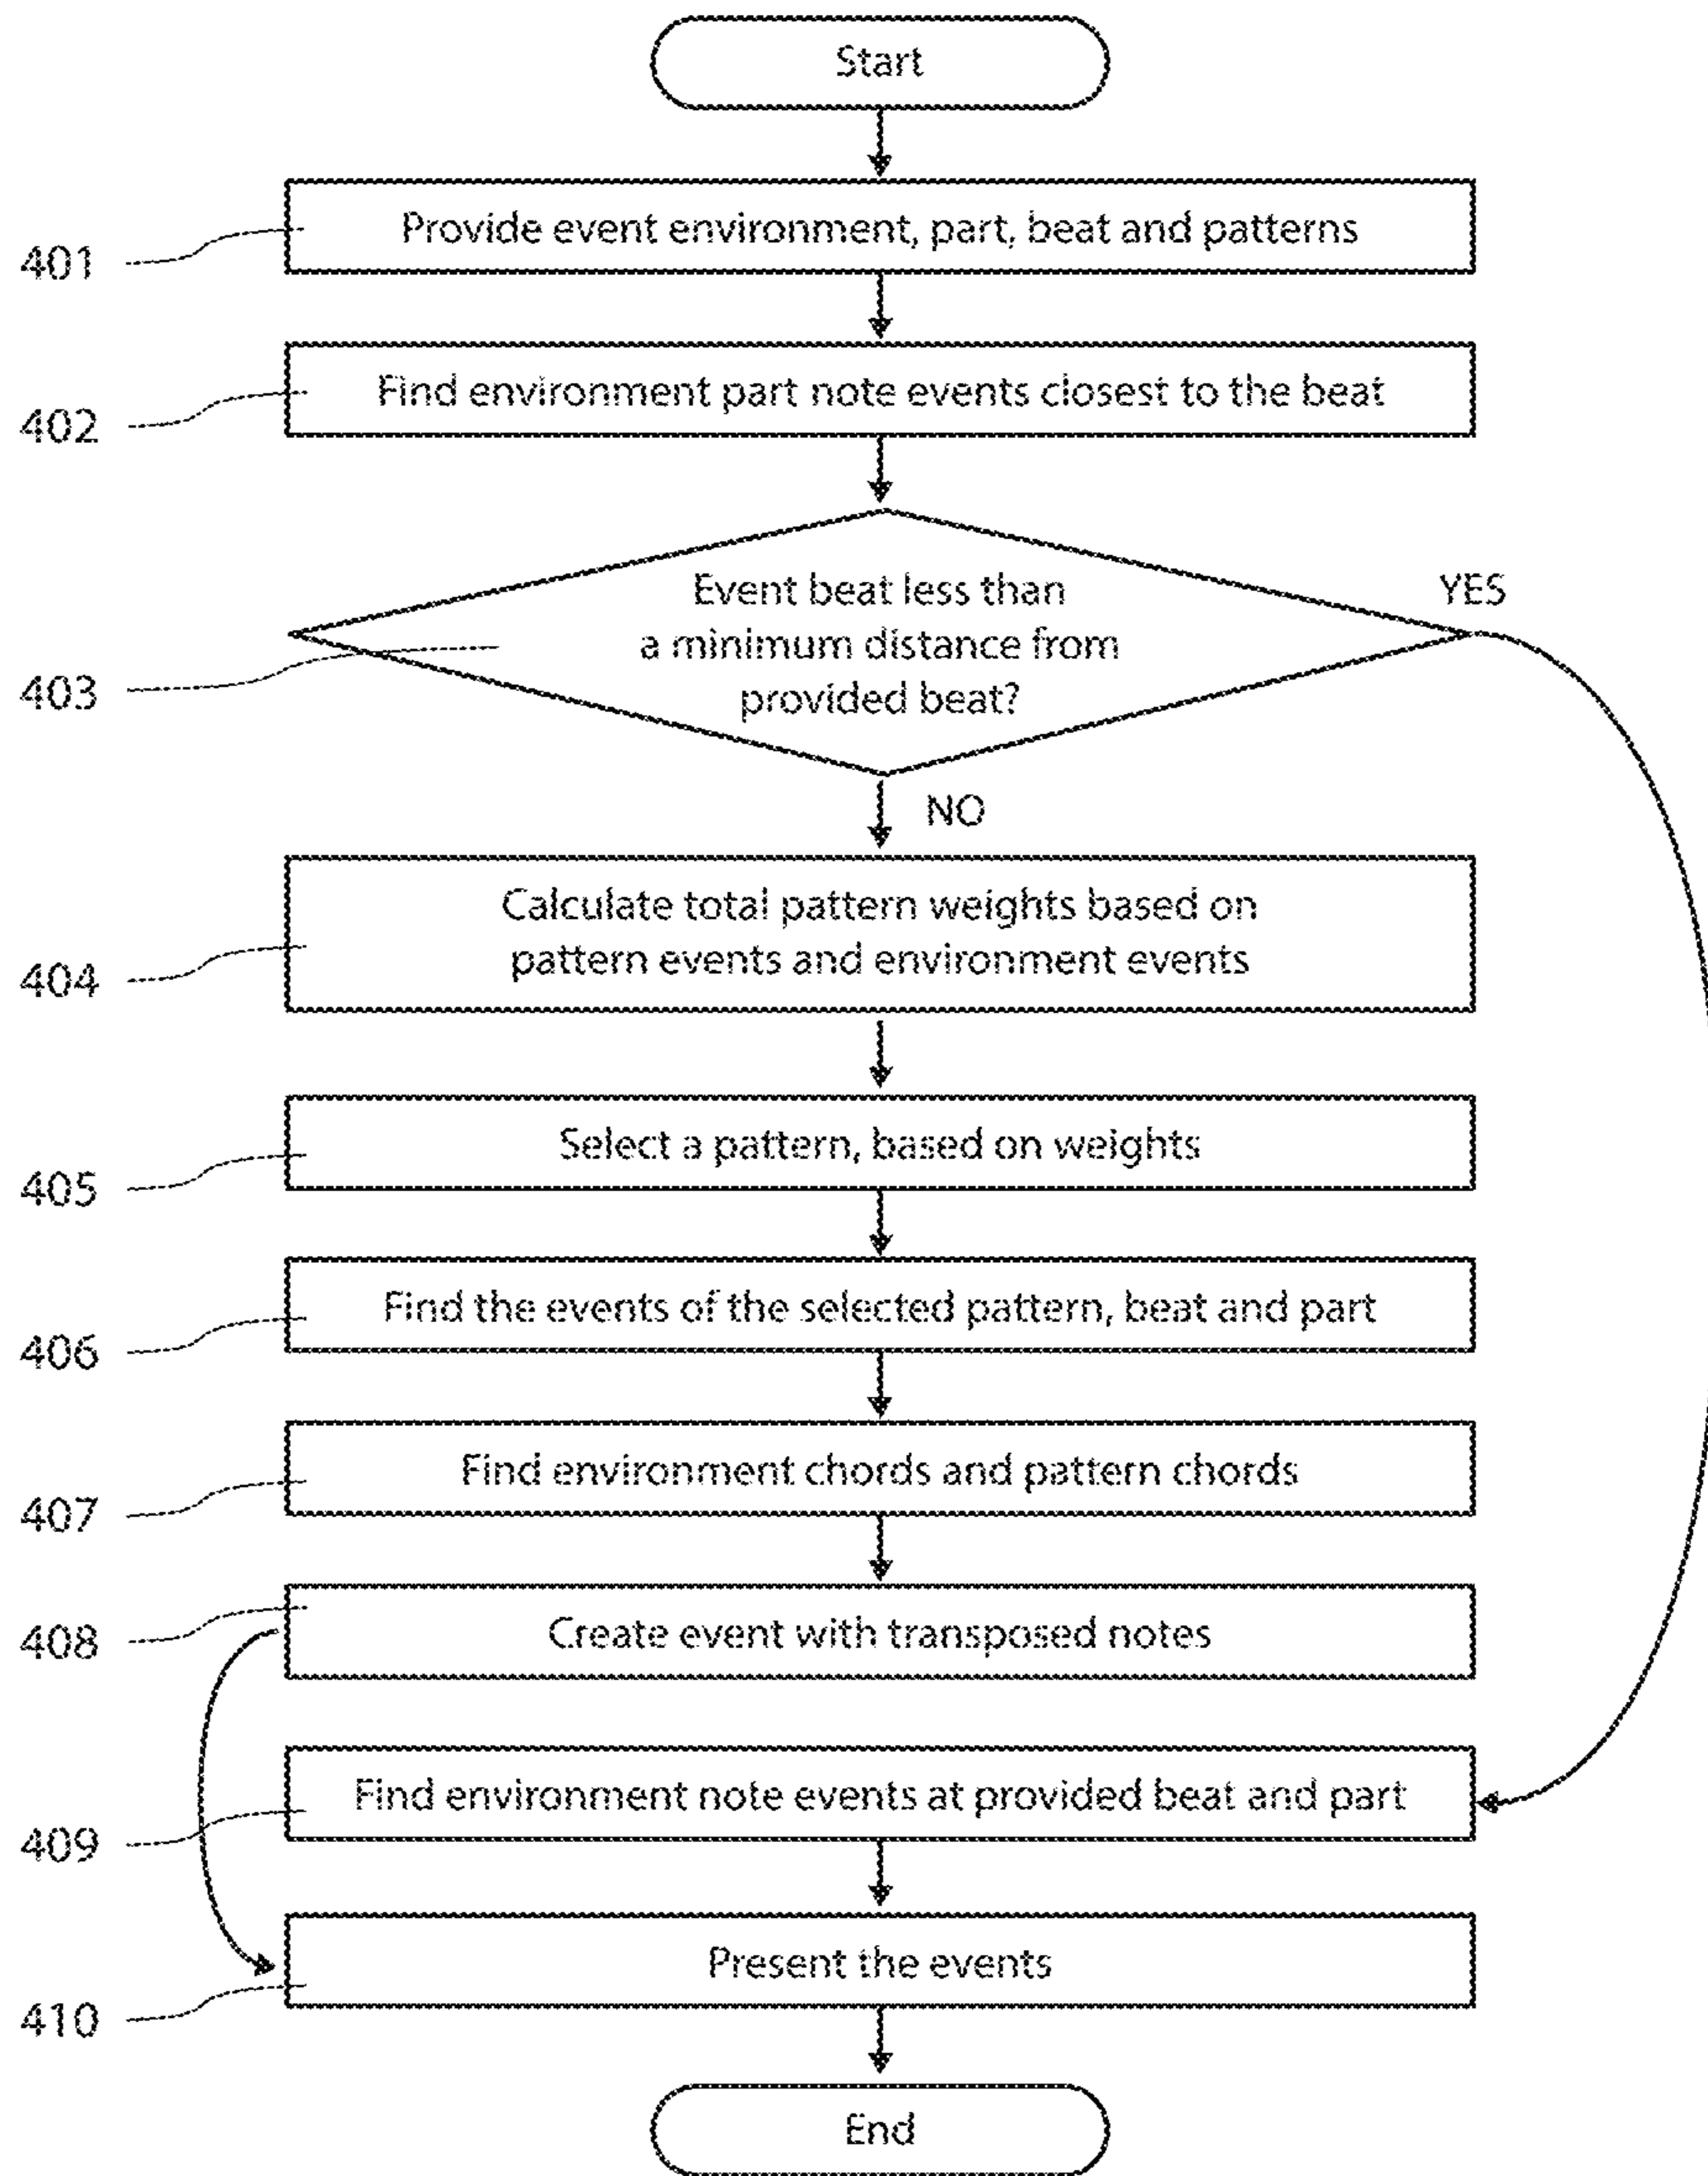 Start
401
Provide event environment, part, beat and patterns
402
Find environment part note events closest to the beat
403
Event beat less than
a minimum distance from
provided beat?
YES
NO
404
Calculate total pattern weights based on
pattern events and environment events
405
Select a pattern, based on weights
406
Find the events of the selected pattern, beat and part
407
Find environment chords and pattern chords
408
Create event with transposed notes
409
Find environment note events at provided beat and part
410
Present the events
End